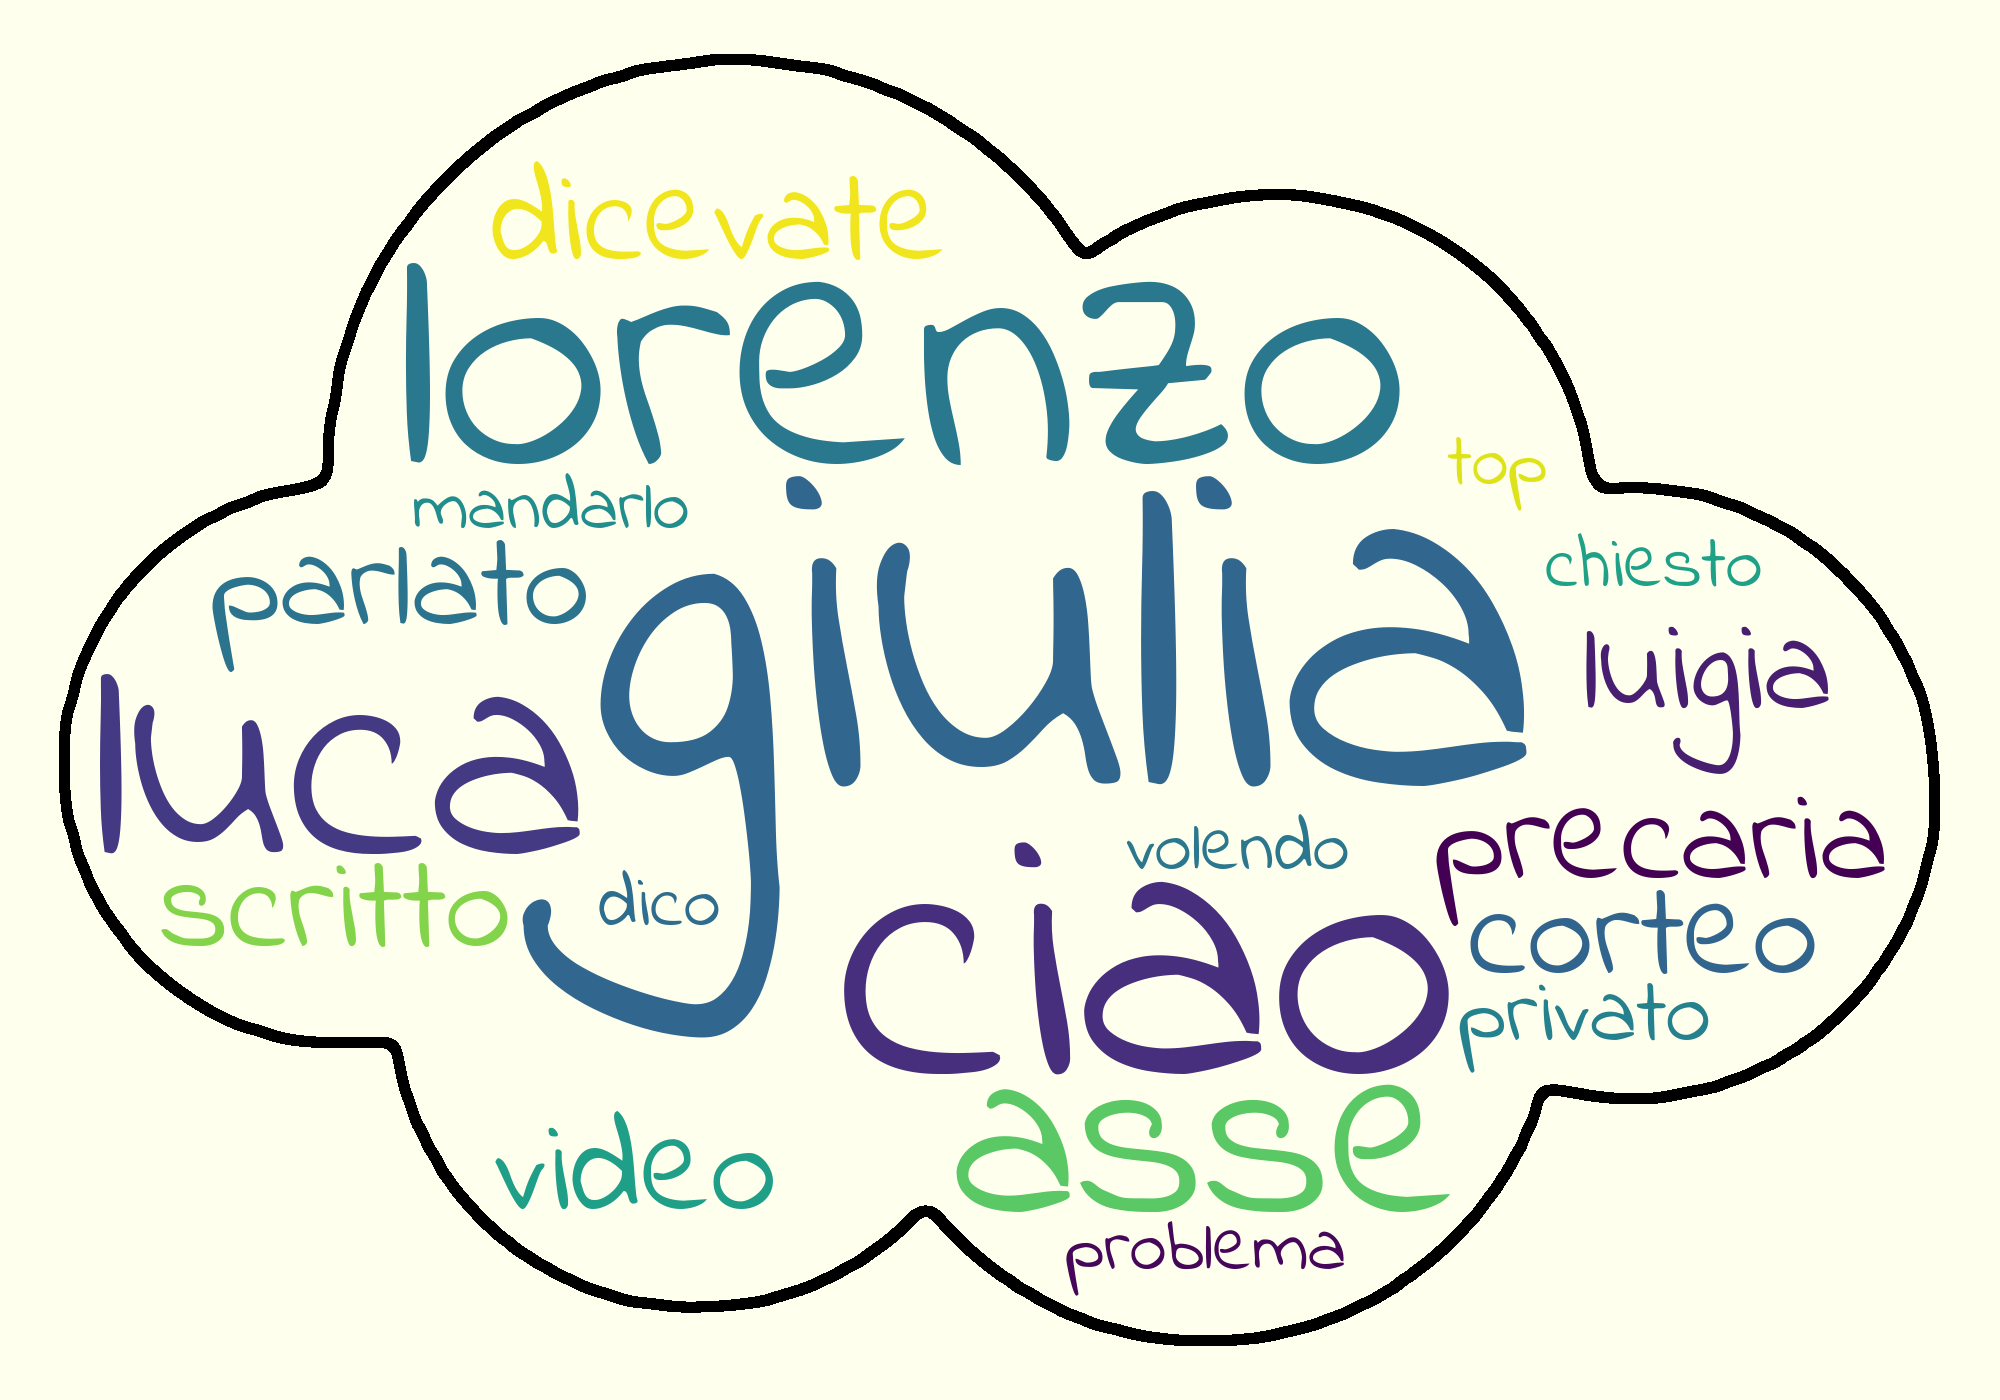 dicevate
lorenzo
top
mandarlo
giulia
chiesto
parlato
luigia
luca
volendo
precaria
scritto
dico
ciao
corteo
privato
video
asse
problema